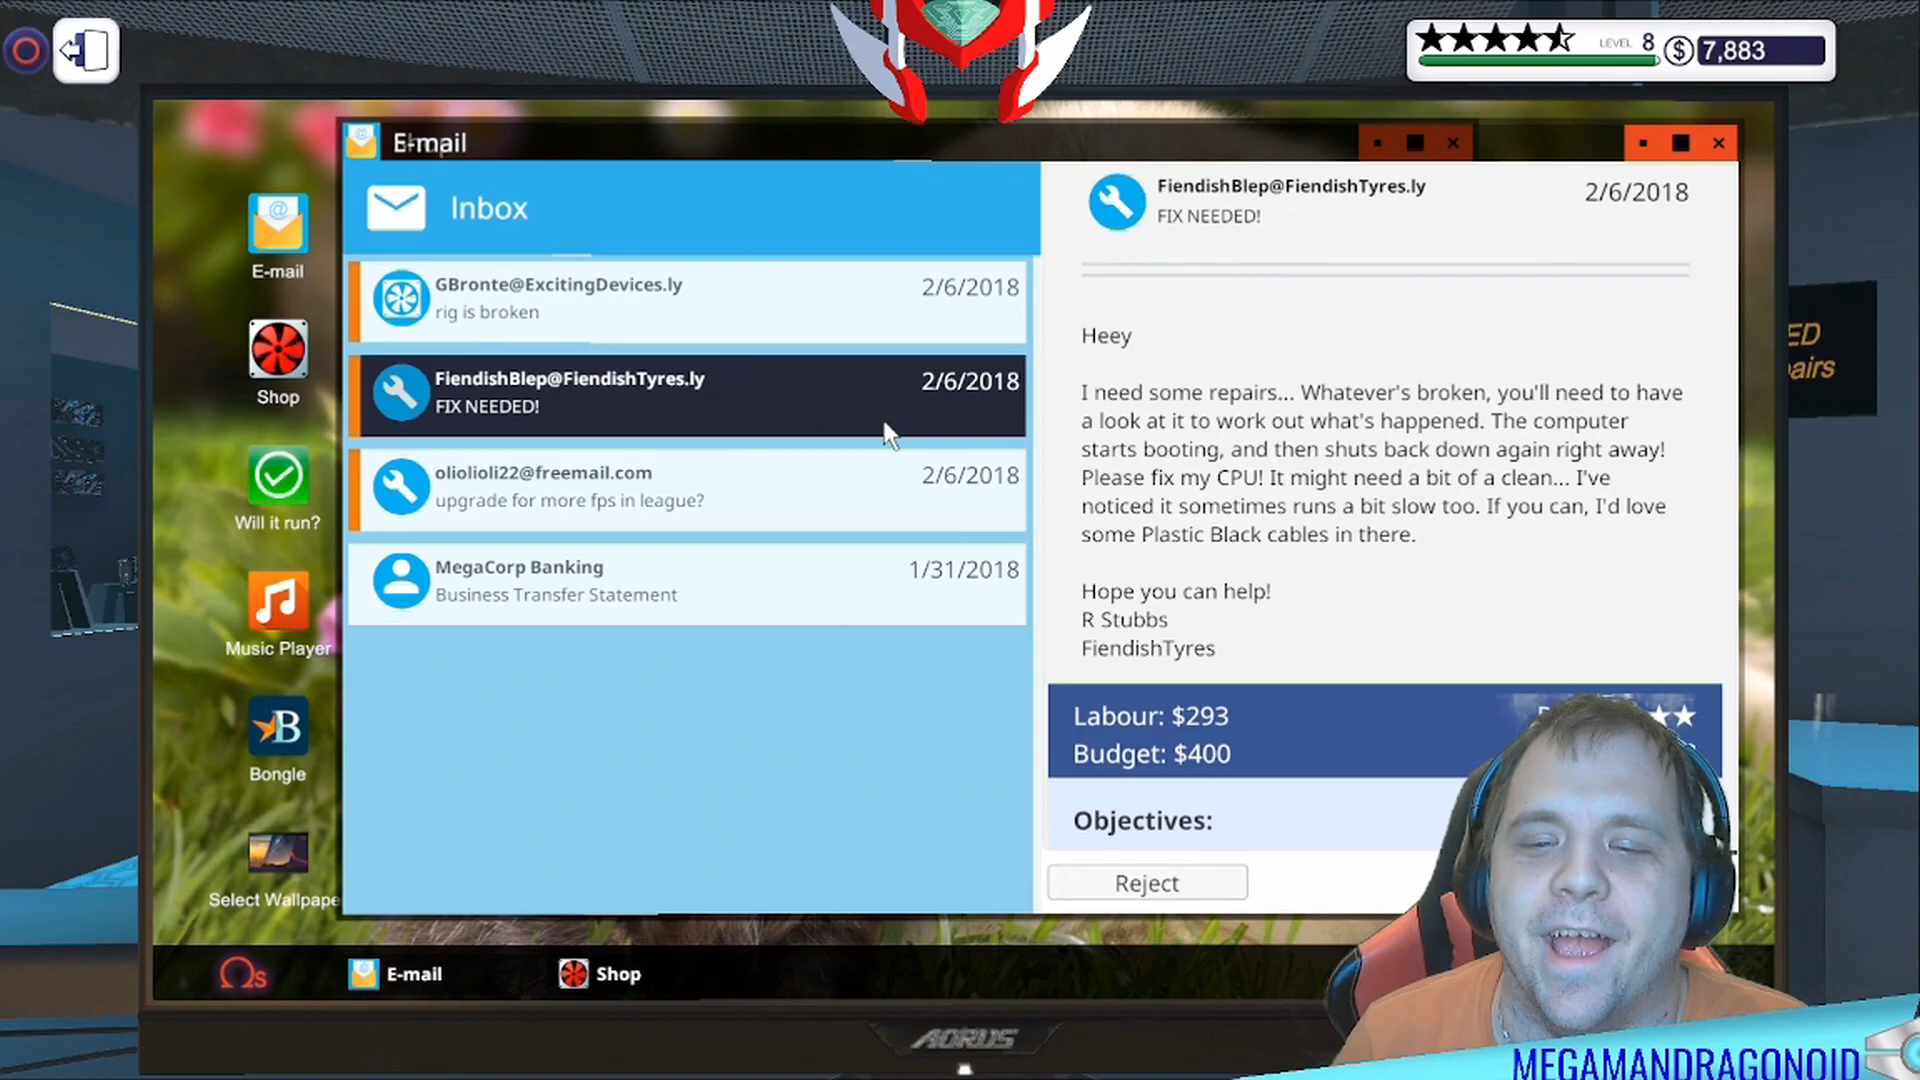 LEVEL 8 $ 7,883
E-mail
Inbox
E-mail
Shop
Will it run?
Music Player
Bongle
Select Wallpape
GBronte@ExcitingDevices.ly 2/6/2018
rig is broken
FiendishBlep@FiendishTyres.ly 2/6/2018
FIX NEEDED!
oliolioli22@freemail.com 2/6/2018
upgrade for more fps in league?
MegaCorp Banking 1/31/2018
Business Transfer Statement
FiendishBlep@FiendishTyres.ly 2/6/2018
FIX NEEDED!
Heey
I need some repairs... Whatever's broken, you'll need to have
a look at it to work out what's happened. The computer
starts booting, and then shuts back down again right away!
Please fix my CPU! It might need a bit of a clean... I've
noticed it sometimes runs a bit slow too. If you can, I'd love
some Plastic Black cables in there.
Hope you can help!
R Stubbs
FiendishTyres
Labour: $293
Budget: $400
Objectives:
Reject
ED
airs
Ωs
E-mail
Shop
AORUS
MEGAMANDRAGONOID